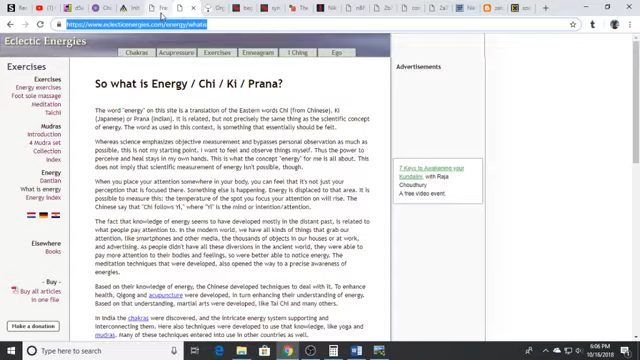 https://www.eclecticenergies.com/energy/whatis
Eclectic Energies
Chakras Acupressure Exercises Enneagram I Ching Ego
Exercises
Exercises
Energy exercises
Foot sole massage
Meditation
Taichi
Mudras
Introduction
4 Mudra set
Collection
Index
Energy
Dantian
What is energy
Energy index
Elsewhere
Books
- Buy -
Buy all articles
in one file
Make a donation
So what is Energy / Chi / Ki / Prana?
The word "energy" on this site is a translation of the Eastern words Chi (from Chinese), Ki
(Japanese) or Prana (Indian). It is related, but not precisely the same thing as the scientific
concept of energy. The word as used in this context, is something that essentially should be felt.
Whereas science emphasizes objective measurement and bypasses personal observation as much
as possible, this is not my starting point. I want to feel and observe things myself. Thus the power to
perceive and heal stays in my own hands. This is what the concept "energy" for me is all about. This
does not imply that scientific measurement of energy isn't possible, though.
When you place your attention somewhere in your body, you can feel that it's not just your
perception that is focused there. Something else is happening. Energy is displaced to that area. It is
possible to measure this: the temperature of the spot you focus your attention on will rise. The
Chinese say that 'Chi follows Yi,' where 'Yi' is the mind or intention/attention.
The fact that knowledge of energy seems to have developed mostly in the distant past, is related to
what people pay attention to. In the modern world, we have all kinds of things that grab our
attention, like smartphones and other media, the thousands of objects in our houses or at work,
and advertising. As people didn't have all these diversions in the ancient world, they were able to
pay more attention to their bodies and feelings, so were better able to notice energy. The
meditation techniques that were developed, also opened the way to a precise awareness of
energies.
Based on their knowledge of energy, the Chinese developed techniques to deal with it. To enhance
health, Qigong and acupuncture were developed, in turn enhancing their understanding of energy.
Based on that understanding, martial arts were developed, like Tai Chi and many others.
In India the chakras were discovered, and the intricate energy system supporting and
interconnecting them. Here also techniques were developed to use that knowledge, like yoga and
mudras. Many of these techniques entered into use in other countries as well.
Advertisements
7 Keys to Awakening your
Kundalini, with Raja
Choudhury
A free video event.
Type here to search
6:06 PM
10/16/2018